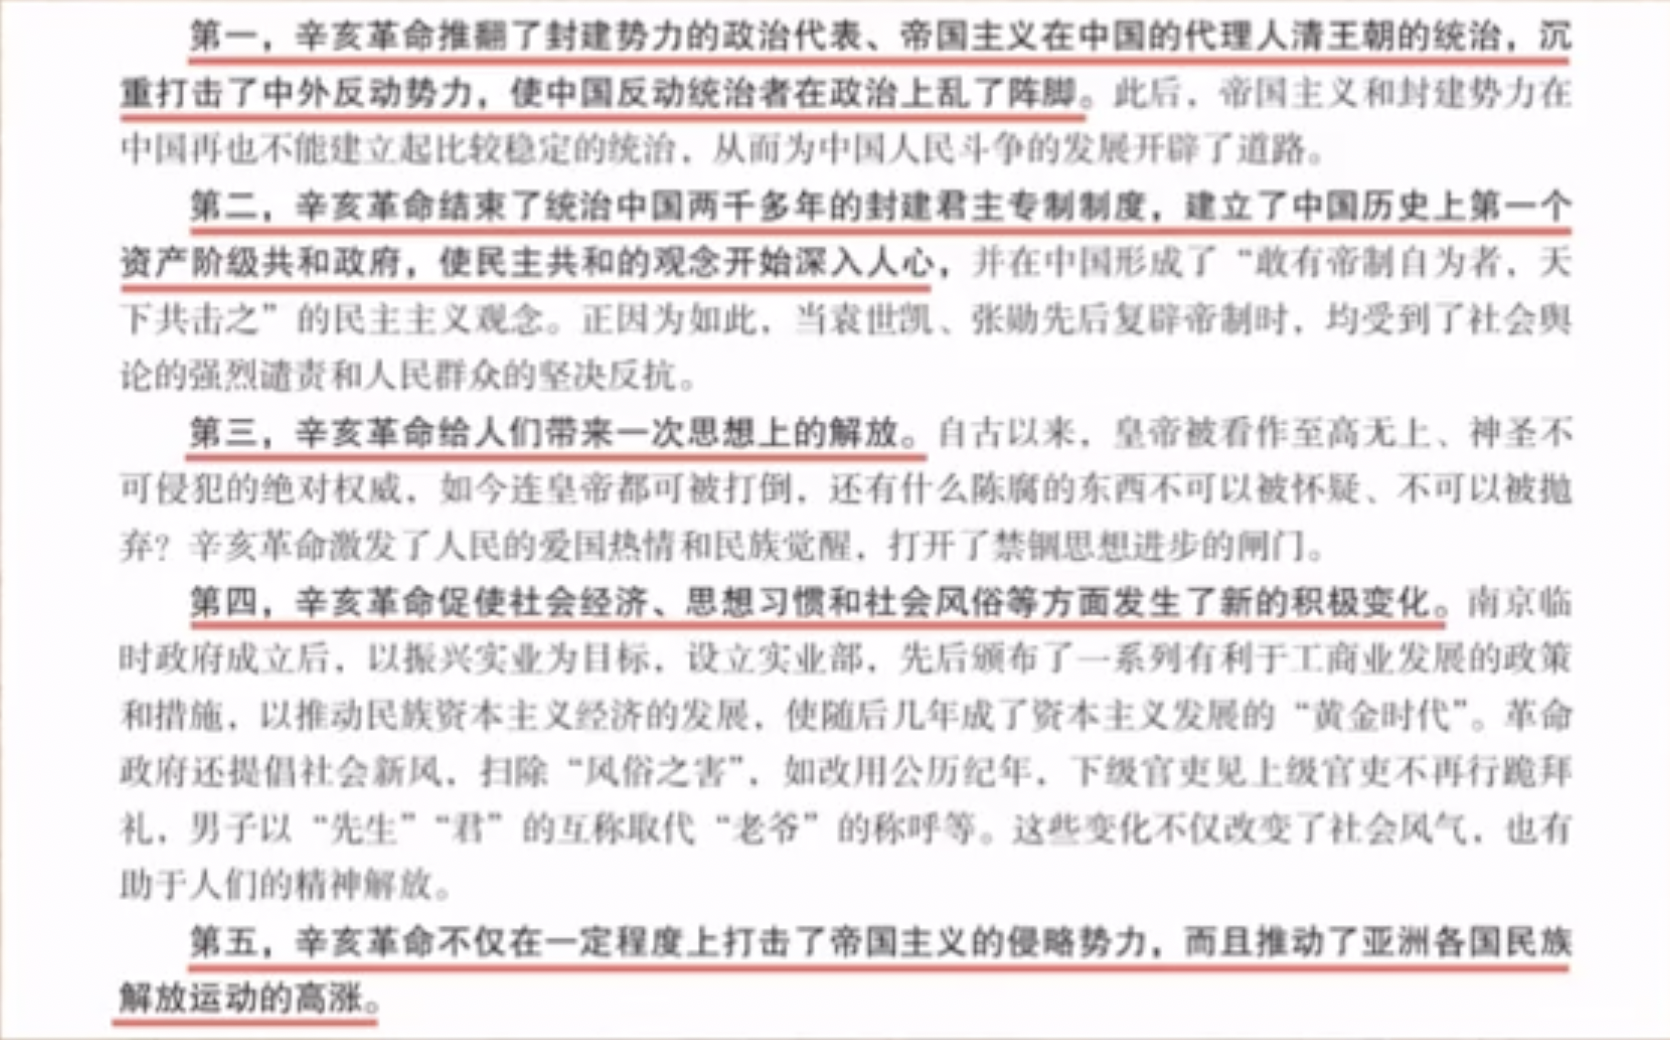 第一，辛亥革命推翻了封建势力的政治代表、帝国主义在中国的代理人清王朝的统治，沉
重打击了中外反动势力，使中国反动统治者在政治上乱了阵脚。此后，帝国主义和封建势力在
中国再也不能建立起比较稳定的统治，从而为中国人民斗争的发展开辟了道路。
第二，辛亥革命结束了统治中国两千多年的封建君主专制制度，建立了中国历史上第一个
资产阶级共和政府，使民主共和的观念开始深入人心，并在中国形成了“敢有帝制自为者，天
下共击之”的民主主义观念。正因为如此，当袁世凯、张勋先后复辟帝制时，均受到了社会舆
论的强烈谴责和人民群众的坚决反抗。
第三，辛亥革命给人们带来一次思想上的解放。自古以来，皇帝被看作至高无上、神圣不
可侵犯的绝对权威，如今连皇帝都可被打倒，还有什么陈腐的东西不可以被怀疑、不可以被抛
弃？辛亥革命激发了人民的爱国热情和民族觉醒，打开了禁锢思想进步的闸门。
第四，辛亥革命促使社会经济、思想习惯和社会风俗等方面发生了新的积极变化。南京临
时政府成立后，以振兴实业为目标，设立实业部，先后颁布了一系列有利于工商业发展的政策
和措施，以推动民族资本主义经济的发展，使随后几年成了资本主义发展的“黄金时代”。革命
政府还提倡社会新风，扫除“风俗之害”，如改用公历纪年，下级官吏见上级官吏不再行跪拜
礼，男子以“先生”“君”的互称取代“老爷”的称呼等。这些变化不仅改变了社会风气，也有
助于人们的精神解放。
第五，辛亥革命不仅在一定程度上打击了帝国主义的侵略势力，而且推动了亚洲各国民族
解放运动的高涨。